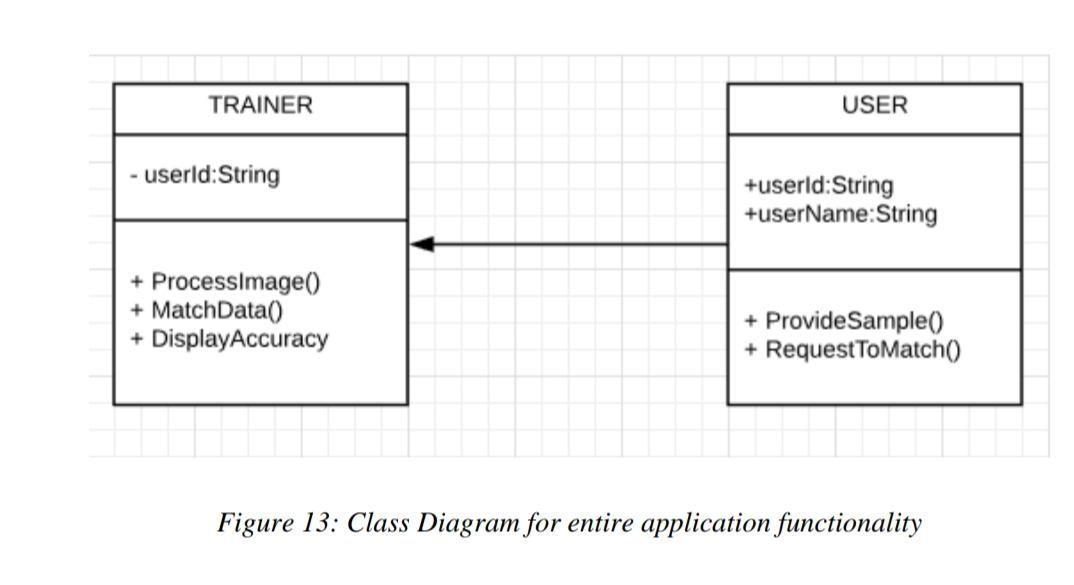 TRAINER
- userId:String
+ ProcessImage()
+ MatchData()
+ DisplayAccuracy
USER
+userId:String
+userName:String
+ ProvideSample()
+ RequestToMatch()
Figure 13: Class Diagram for entire application functionality